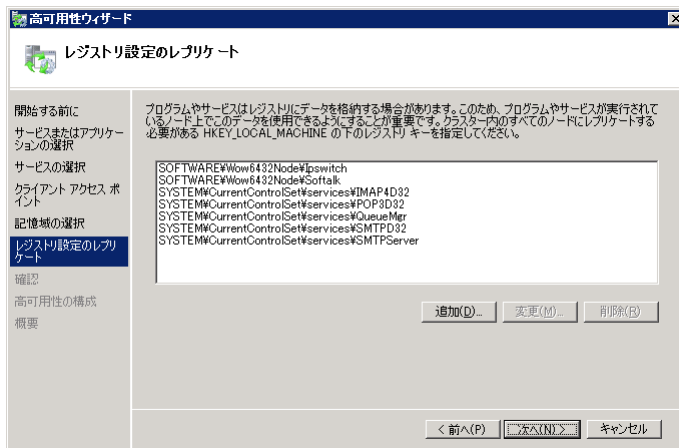 高可用性ウィザード
レジストリ設定のレプリケート
開始する前に
サービスまたはアプリケー
ションの選択
サービスの選択
クライアント アクセス ポ
イント
記憶域の選択
レジストリ設定のレプリ
ケート
確認
高可用性の構成
概要
プログラムやサービスはレジストリにデータを格納する場合があります。このため、プログラムやサービスが実行されて
いるノード上でこのデータを使用できるようにすることが重要です。クラスター内のすべてのノードにレプリケートする
必要がある HKEY_LOCAL_MACHINE の下のレジストリ キーを指定してください。
SOFTWARE¥Wow6432Node¥Ipswitch
SOFTWARE¥Wow6432Node¥Softalk
SYSTEM¥CurrentControlSet¥services¥IMAP4D32
SYSTEM¥CurrentControlSet¥services¥POP3D32
SYSTEM¥CurrentControlSet¥services¥QueueMgr
SYSTEM¥CurrentControlSet¥services¥SMTPD32
SYSTEM¥CurrentControlSet¥services¥SMTPServer
追加(D)... 変更(M)... 削除(R)
< 前へ(P) 次へ(N) > キャンセル